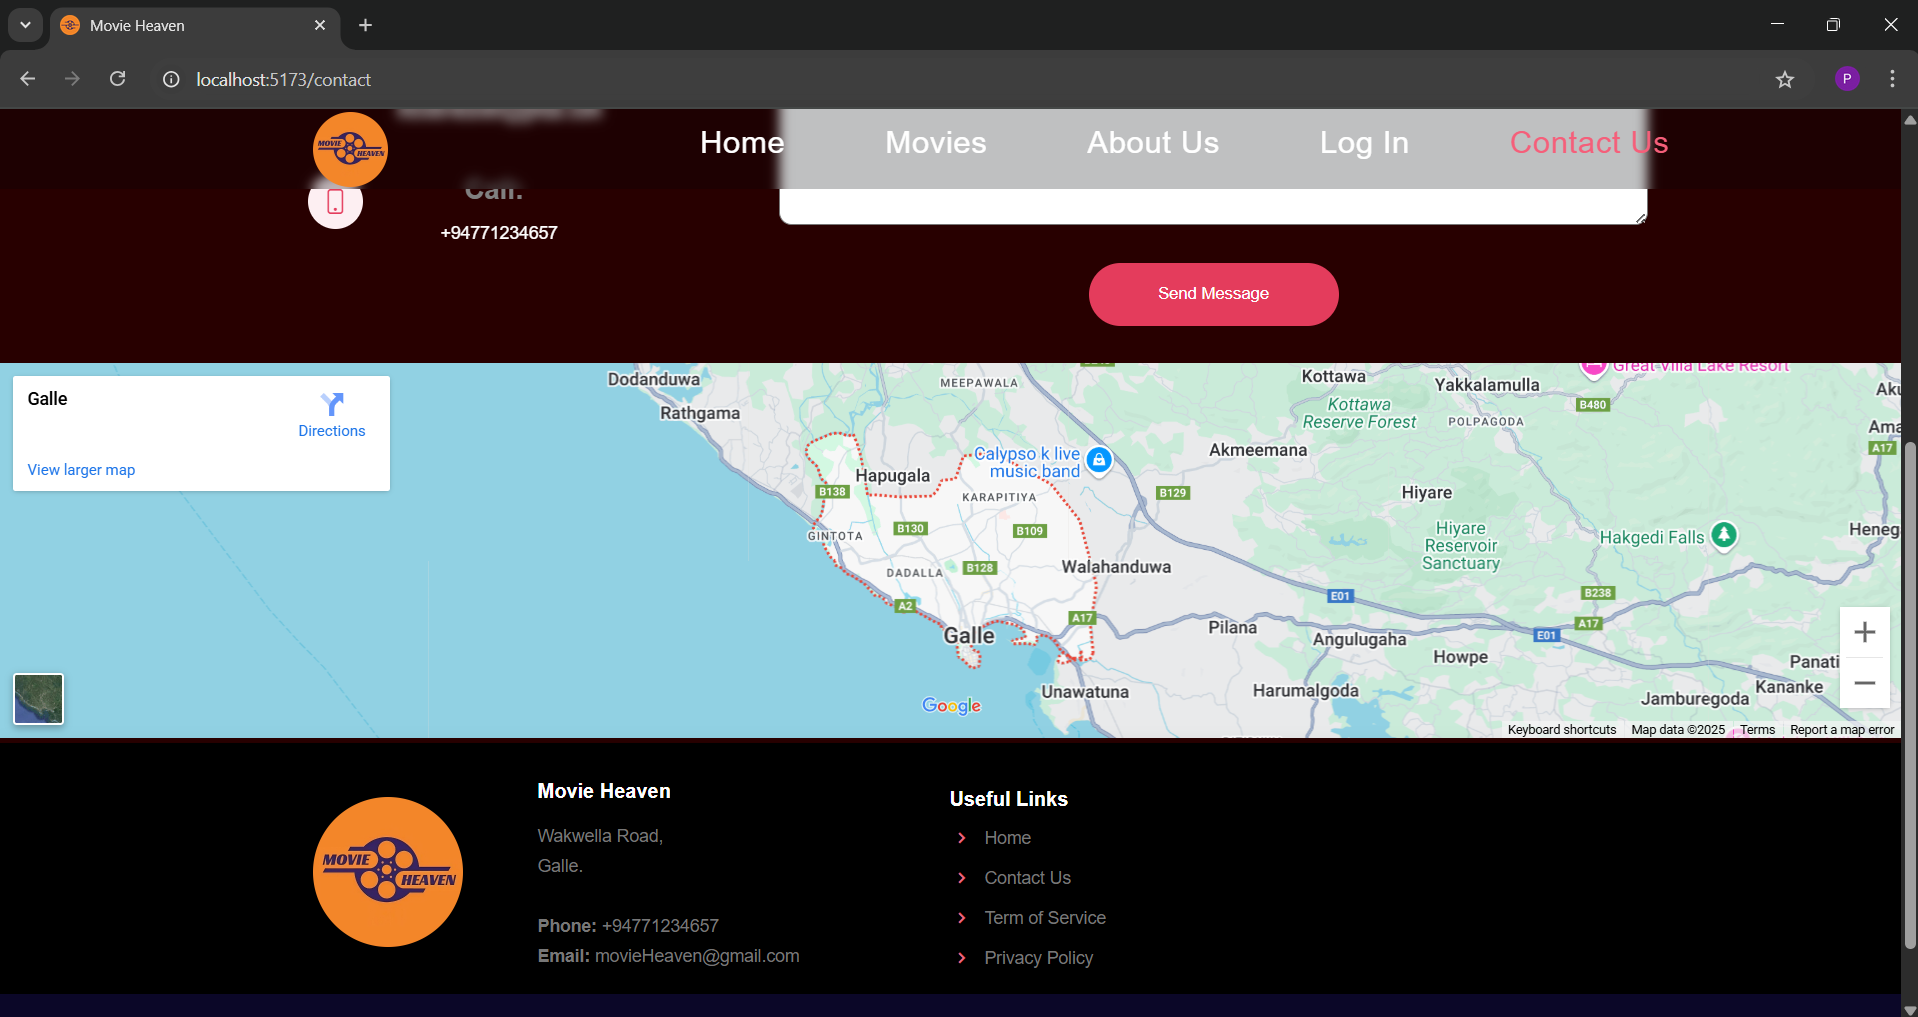 Movie Heaven
localhost:5173/contact
MOVIE
HEAVEN
Home
Movies
About Us
Log In
Contact Us
Call:
+94771234657
Send Message
Galle
Directions
View larger map
Dodanduwa
Rathgama
MEEPAWALA
Kottawa
Kottawa
Reserve Forest
Yakkalamulla
POLPAGODA
Great Villa Lake Resort
B480
Aku
Ama
A17
Calypso k live
music band
Akmeemana
Hapugala
KARAPITIYA
B138
B129
Hiyare
B130
B109
GINTOTA
Hiyare
Reservoir
Sanctuary
Hakgedi Falls
Heneg
DADALLA
B128
Walahanduwa
A2
E01
B238
A17
A17
Galle
Pilana
Angulugaha
E01
Howpe
Panati
Unawatuna
Harumalgoda
Jamburegoda
Kananke
Google
Keyboard shortcuts
Map data ©2025
Terms
Report a map error
MOVIE
HEAVEN
Movie Heaven
Wakwella Road,
Galle.
Phone: +94771234657
Email: movieHeaven@gmail.com
Useful Links
Home
Contact Us
Term of Service
Privacy Policy
P